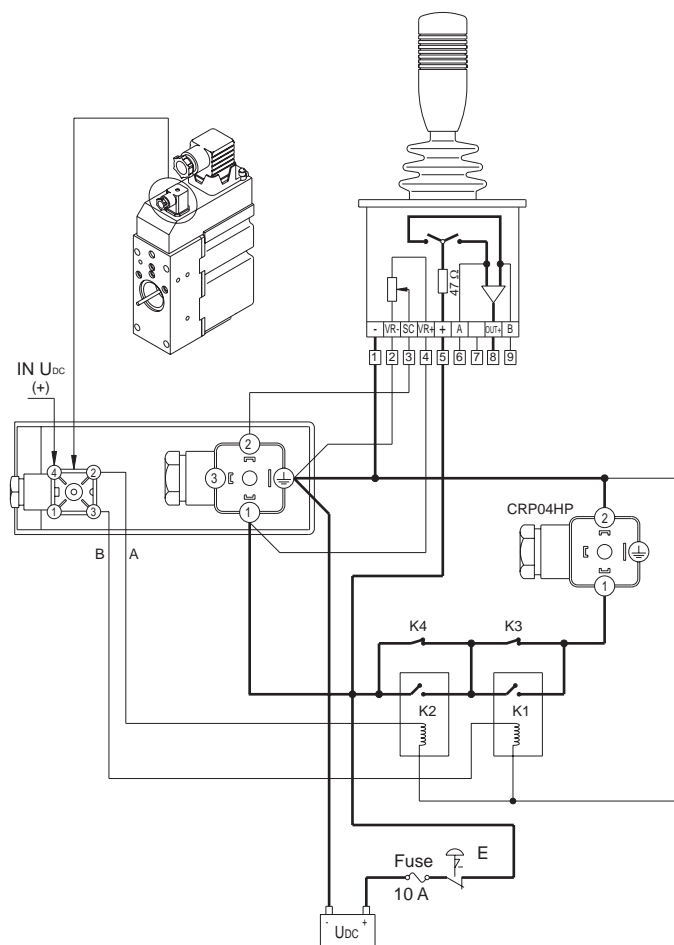 47 Ω
- VR- SC VR+ + A OUT+ B
1 2 3 4 5 6 7 8 9
IN UDC
(+)
4 2
1 3
2
3
1
B A
CRP04HP
2
1
K4 K3
K2 K1
E
Fuse
10 A
- +
UDC